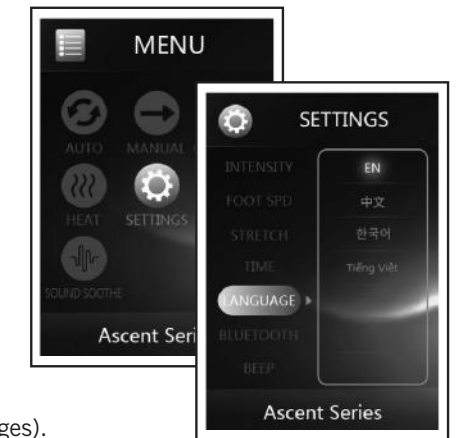 MENU
AUTO
MANUAL
HEAT
SETTINGS
SOUND SOOTHE
Ascent Seri
SETTINGS
INTENSITY
EN
FOOT SPD
中文
STRETCH
한국어
TIME
Tiếng Việt
LANGUAGE
BLUETOOTH
BEEP
Ascent Series
ges).